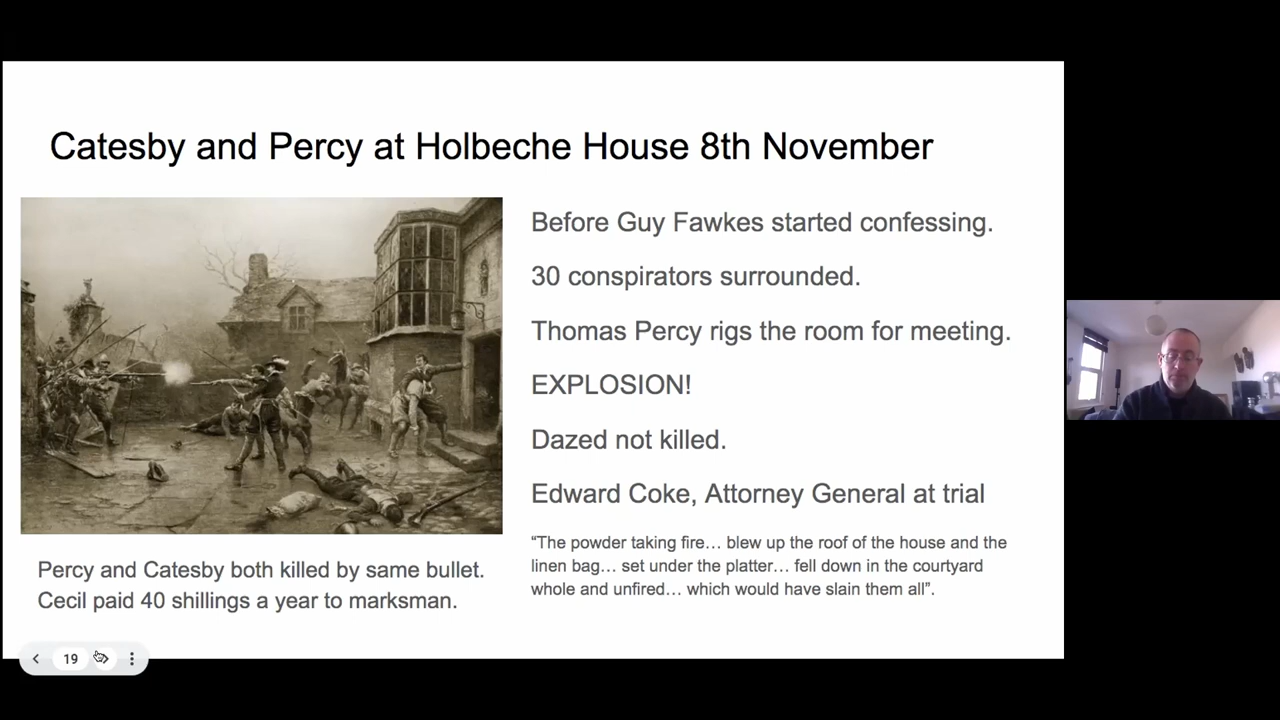 Catesby and Percy at Holbeche House 8th November
Before Guy Fawkes started confessing.
30 conspirators surrounded.
Thomas Percy rigs the room for meeting.
EXPLOSION!
Dazed not killed.
Edward Coke, Attorney General at trial
“The powder taking fire… blew up the roof of the house and the
linen bag… set under the platter… fell down in the courtyard
whole and unfired… which would have slain them all”.
Percy and Catesby both killed by same bullet.
Cecil paid 40 shillings a year to marksman.
19